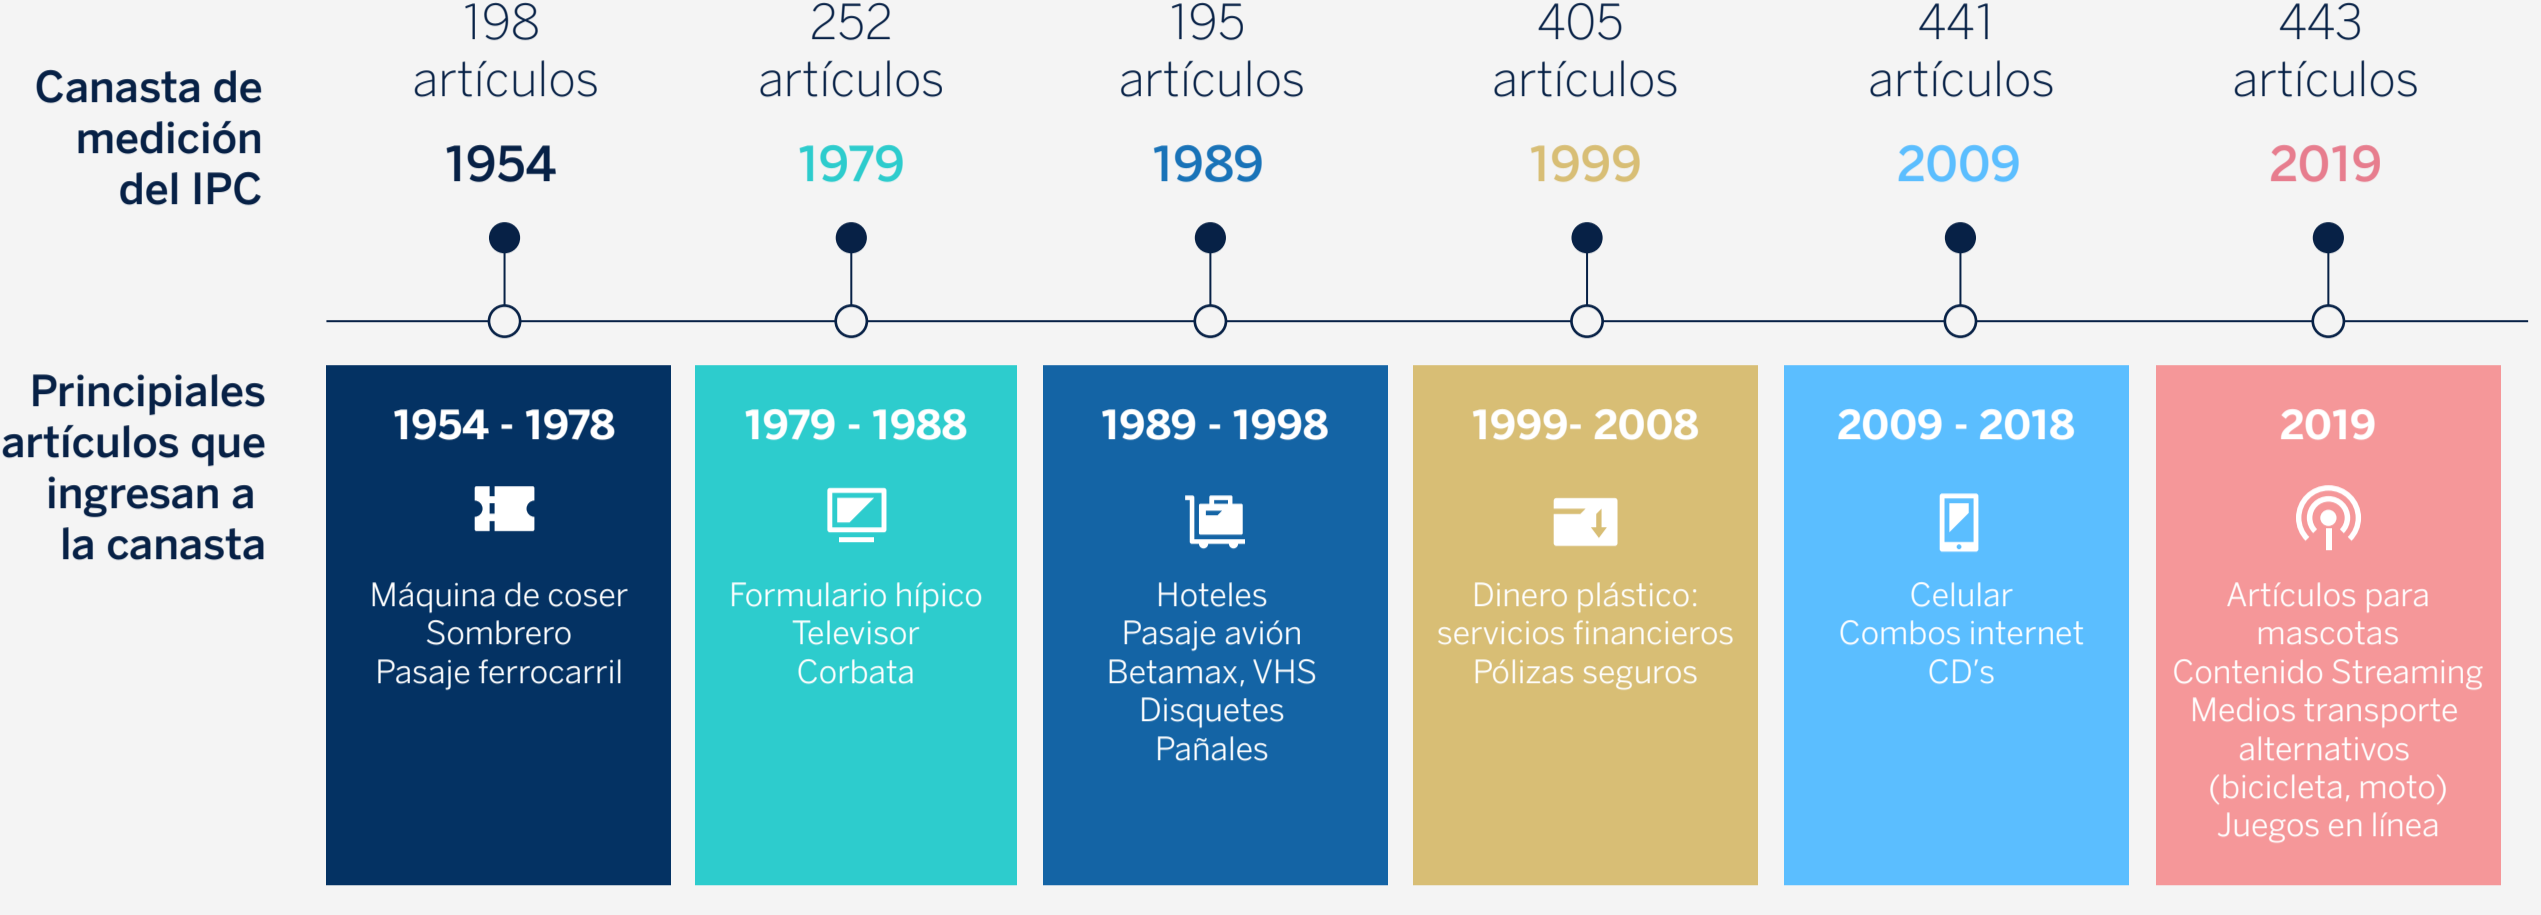 198
artículos
1954
252
artículos
1979
195
artículos
1989
405
artículos
1999
441
artículos
2009
443
artículos
2019
Canasta de
medición
del IPC
Principiales
artículos que
ingresan a
la canasta
1954 - 1978
Máquina de coser
Sombrero
Pasaje ferrocarril
1979 - 1988
Formulario hípico
Televisor
Corbata
1989 - 1998
Hoteles
Pasaje avión
Betamax, VHS
Disquetes
Pañales
1999- 2008
Dinero plástico:
servicios financieros
Pólizas seguros
2009 - 2018
Celular
Combos internet
CD's
2019
Artículos para
mascotas
Contenido Streaming
Medios transporte
alternativos
(bicicleta, moto)
Juegos en línea